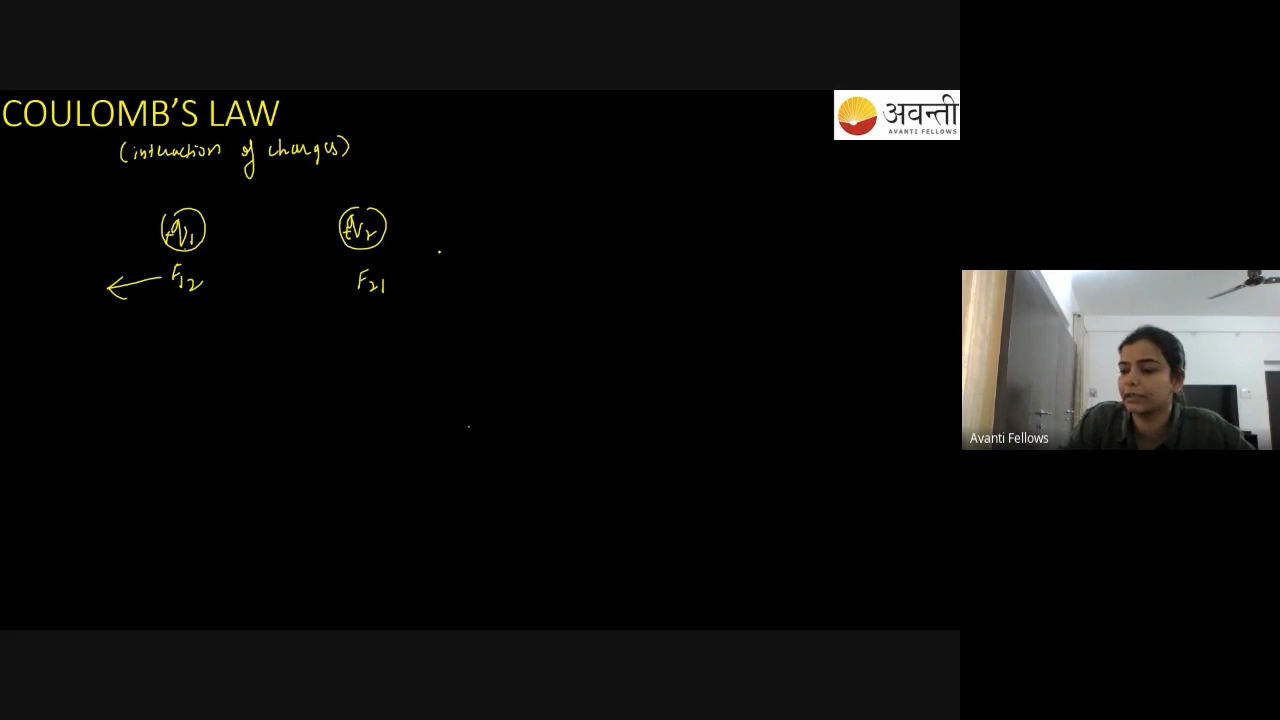 COULOMB'S LAW
अवन्ती
AVANTI FELLOWS
(interaction of charges)
+q1 +q2
F12 F21
Avanti Fellows